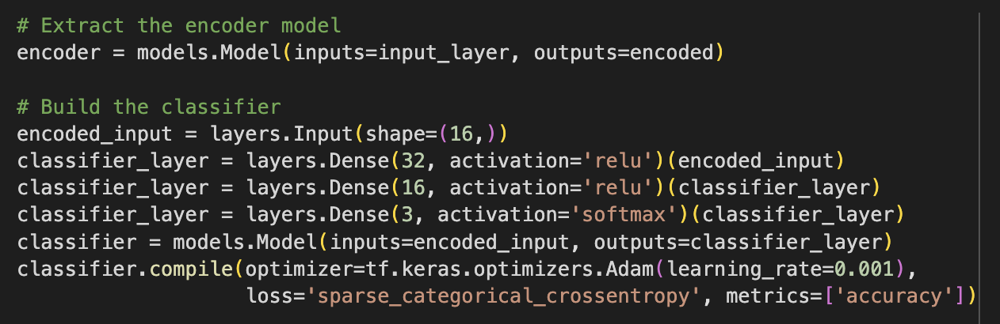 # Extract the encoder model
encoder = models.Model(inputs=input_layer, outputs=encoded)

# Build the classifier
encoded_input = layers.Input(shape=(16,))
classifier_layer = layers.Dense(32, activation='relu')(encoded_input)
classifier_layer = layers.Dense(16, activation='relu')(classifier_layer)
classifier_layer = layers.Dense(3, activation='softmax')(classifier_layer)
classifier = models.Model(inputs=encoded_input, outputs=classifier_layer)
classifier.compile(optimizer=tf.keras.optimizers.Adam(learning_rate=0.001),
                   loss='sparse_categorical_crossentropy', metrics=['accuracy'])